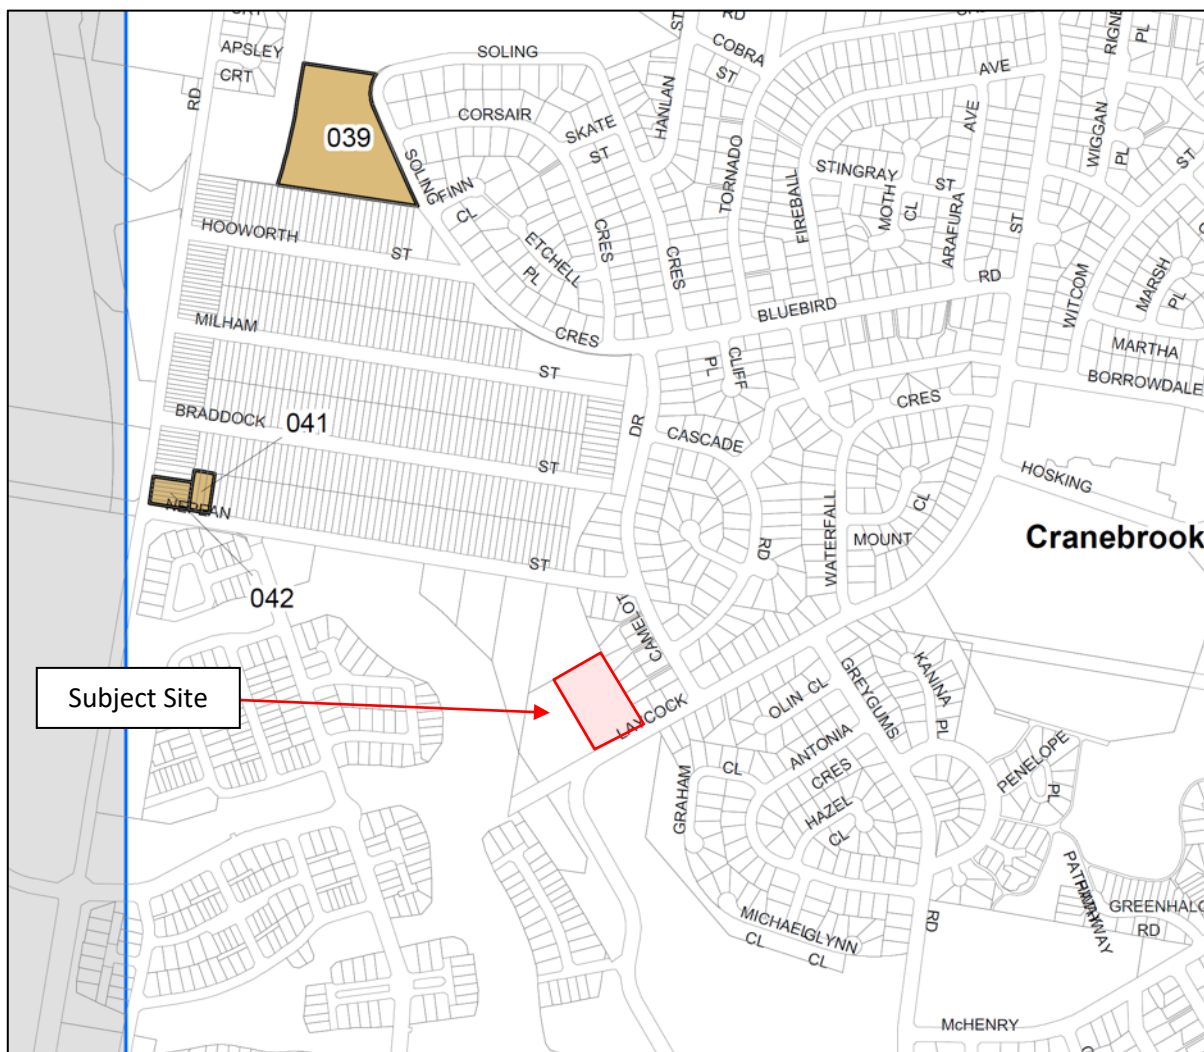 CRT
APSLEY
CRT
RD
039
SOLING
SOLING
CORSAIR
SKATE
ST
HANLAN
ST
RD
COBRA
ST
AVE
AVE
RIGNE
PL
WIGGAN
PL
ST
TORNADO
FIREBALL
STINGRAY
ST
MOTH
CL
ARAFURA
ST
FINN
CL
ETCHELL
PL
CRES
CRES
HOOWORTH
ST
MILHAM
ST
CRES
BLUEBIRD
RD
WITCOM
MARSH
PL
MARTHA
BORROWDALE
BRADDOCK
ST
041
NEPEAN
ST
042
DR
CLIFF
PL
CASCADE
RD
CRES
WATERFALL
MOUNT
CL
HOSKING
Cranebrook
CAMELOT
Subject Site
LAYCOCK
OLIN CL
GREYGUMS
RD
KANINA
PL
ANTONIA
CRES
HAZEL
CL
GRAHAM
CL
PENELOPE
PL
PATHWAY
PATHWAY
GREENHALG
RD
MICHAEL
CL
GLYNN
CL
McHENRY